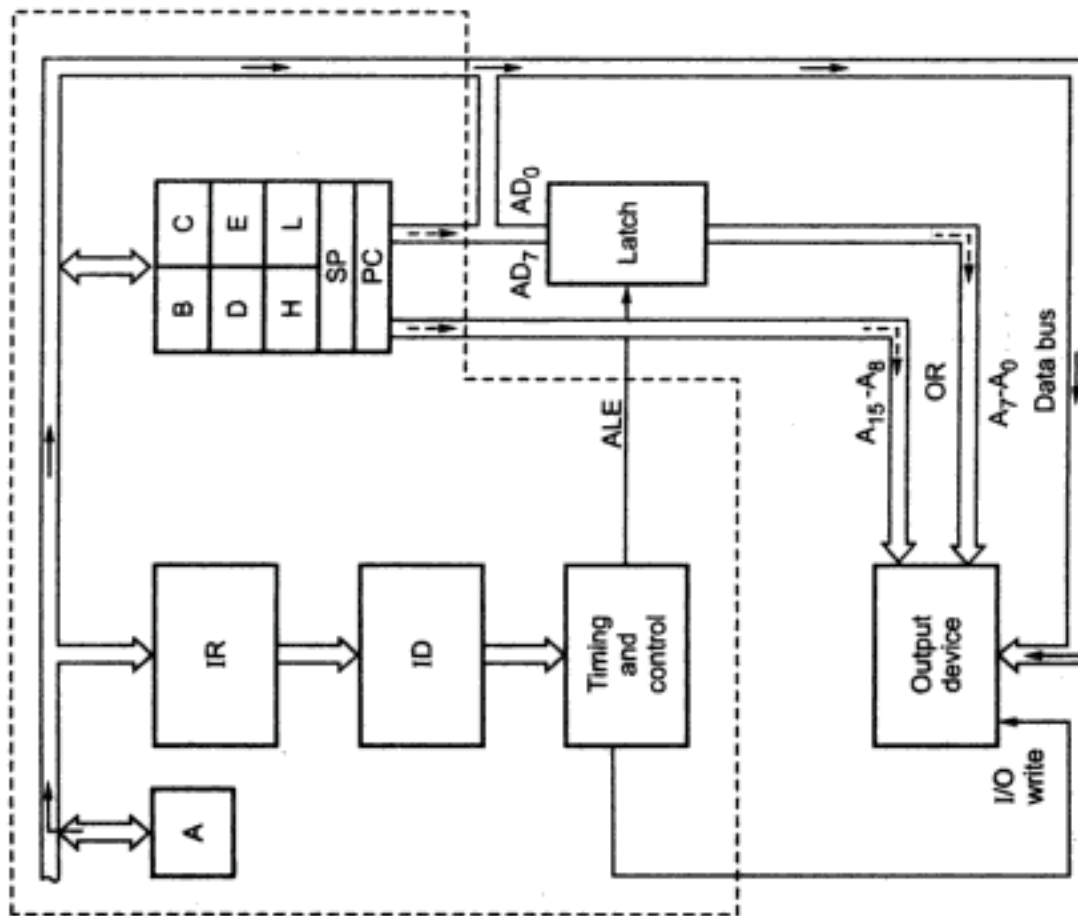 A
IR
B C
D E
H L
SP
PC
ID
AD₇ AD₀
Timing
and
control
ALE
Latch
A₁₅-A₈
OR
A₇-A₀
Output
device
I/O
write
Data bus